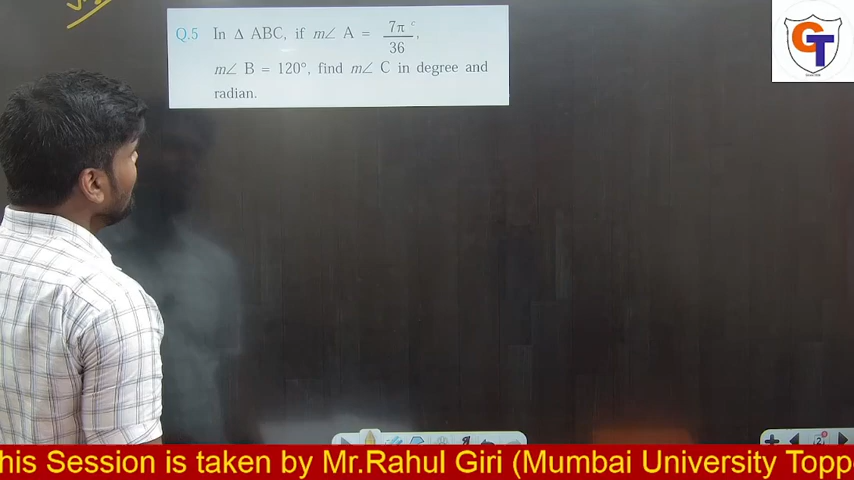 Q.5 In Δ ABC, if m∠ A = 7π/36 ᶜ,
m∠ B = 120°, find m∠ C in degree and
radian.
GT
2
his Session is taken by Mr.Rahul Giri (Mumbai University Topp